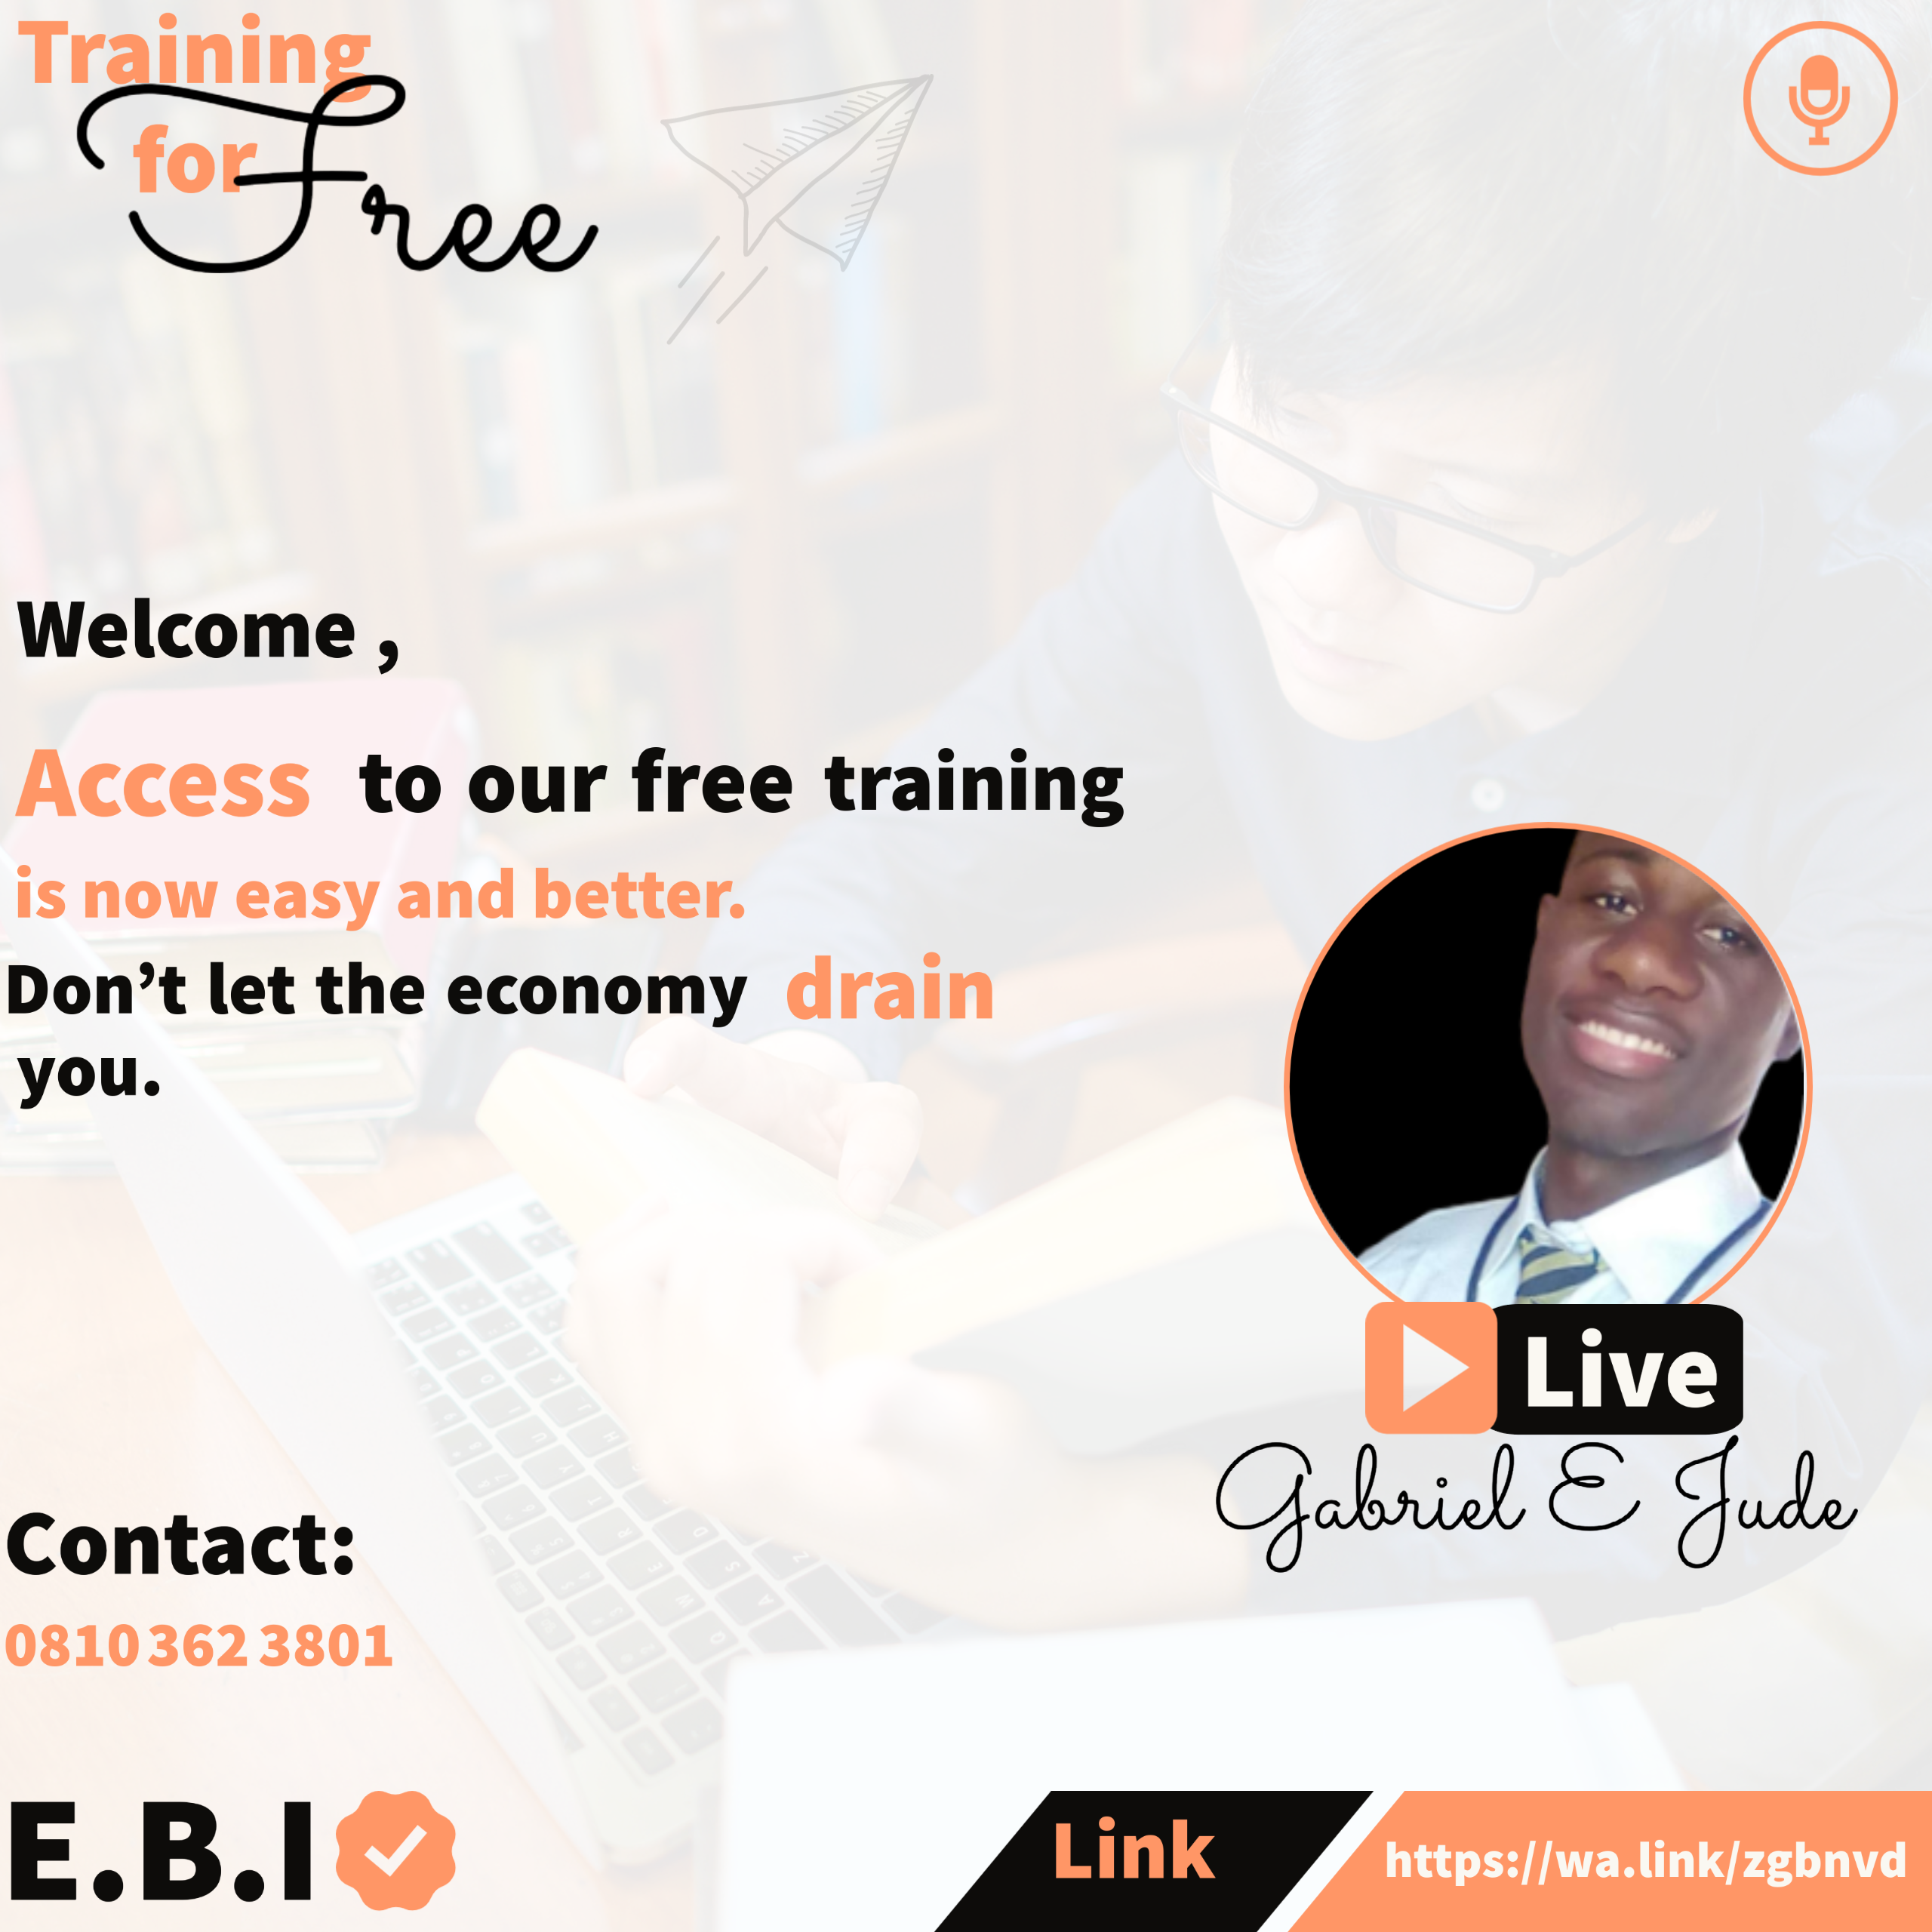 Training
for Free
Welcome ,
Access to our free training
is now easy and better.
Don’t let the economy drain
you.
Live
Gabriel E Jude
Contact:
0810 362 3801
E.B.I
Link
https://wa.link/zgbnvd